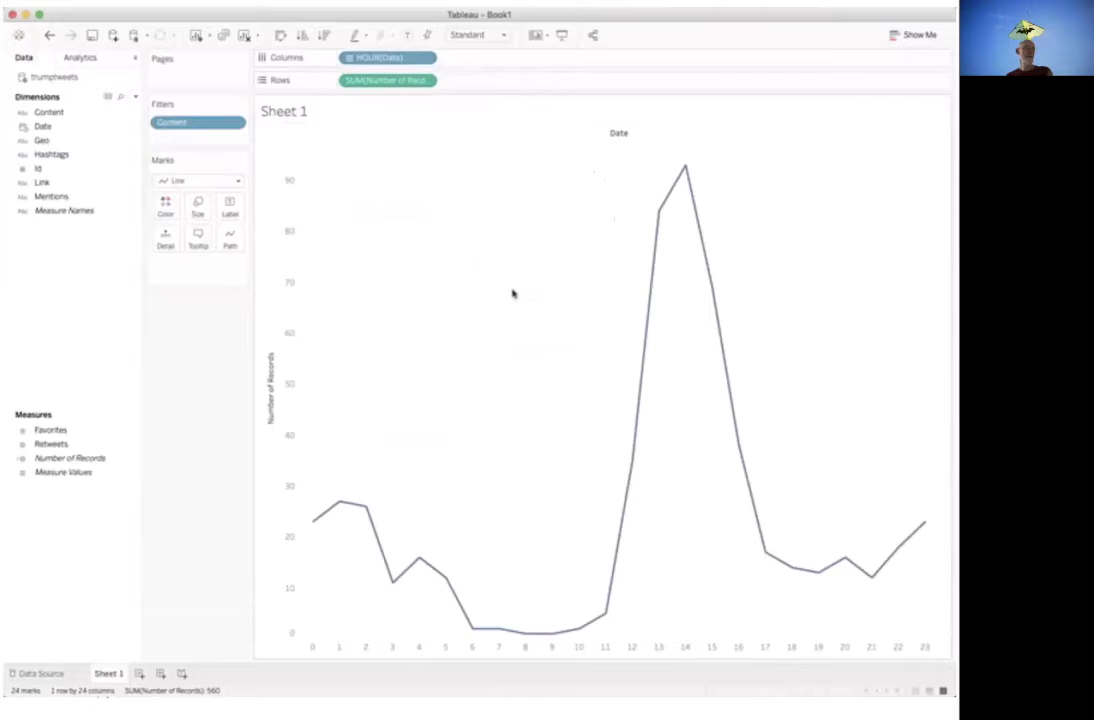 Tableau - Book1
Standard
Show Me
Data
Analytics
Pages
Columns
HOUR(Date)
Rows
SUM(Number of Reco..
trumptweets
Dimensions
Content
Date
Geo
Hashtags
Id
Link
Mentions
Measure Names
Filters
Content
Marks
Line
Color
Size
Label
Detail
Tooltip
Path
Sheet 1
Date
Number of Records
90
80
70
60
50
40
30
20
10
0
0 1 2 3 4 5 6 7 8 9 10 11 12 13 14 15 16 17 18 19 20 21 22 23
Measures
Favorites
Retweets
Number of Records
Measure Values
Data Source
Sheet 1
24 marks
1 row by 24 columns
SUM(Number of Records): 560